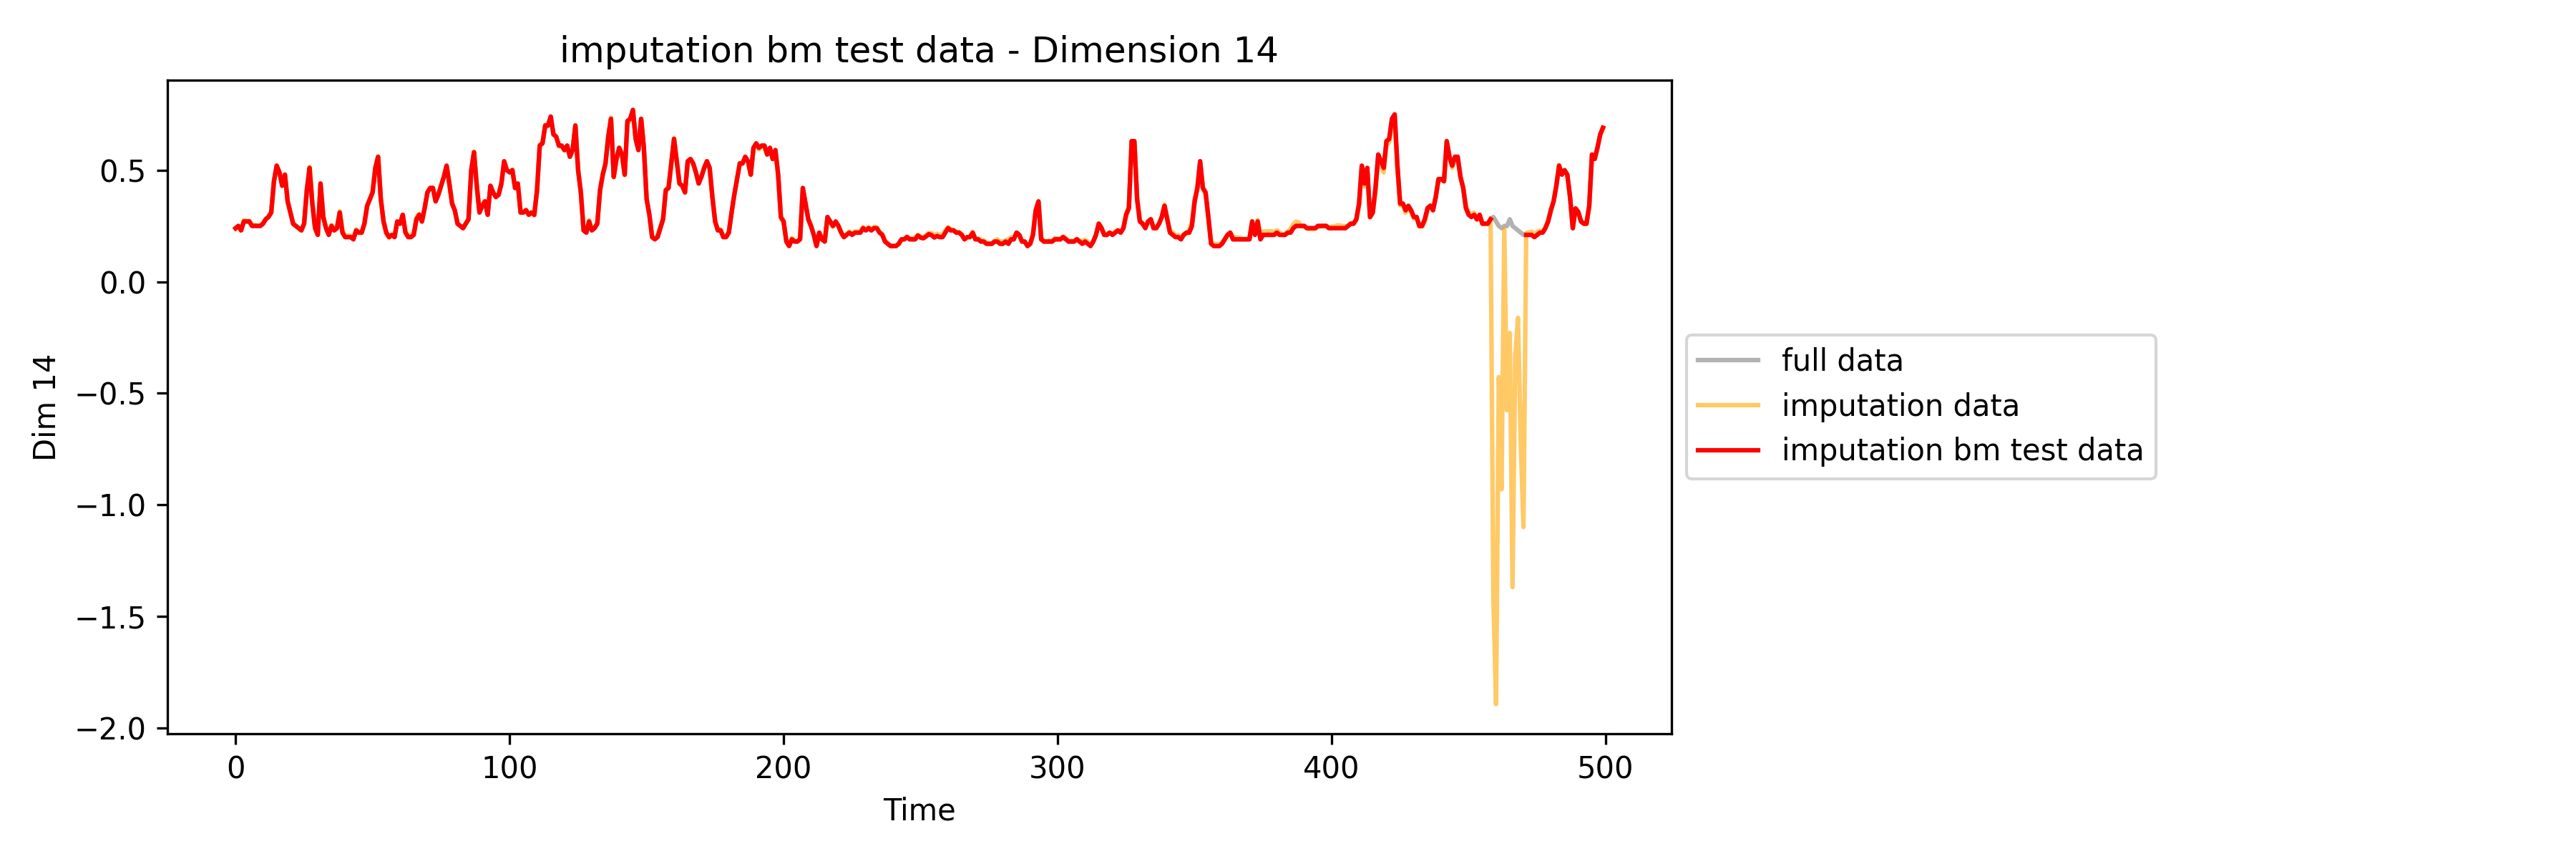 imputation bm test data - Dimension 14
Dim 14
0.5
0.0
−0.5
−1.0
−1.5
−2.0
0 100 200 300 400 500
Time
full data
imputation data
imputation bm test data